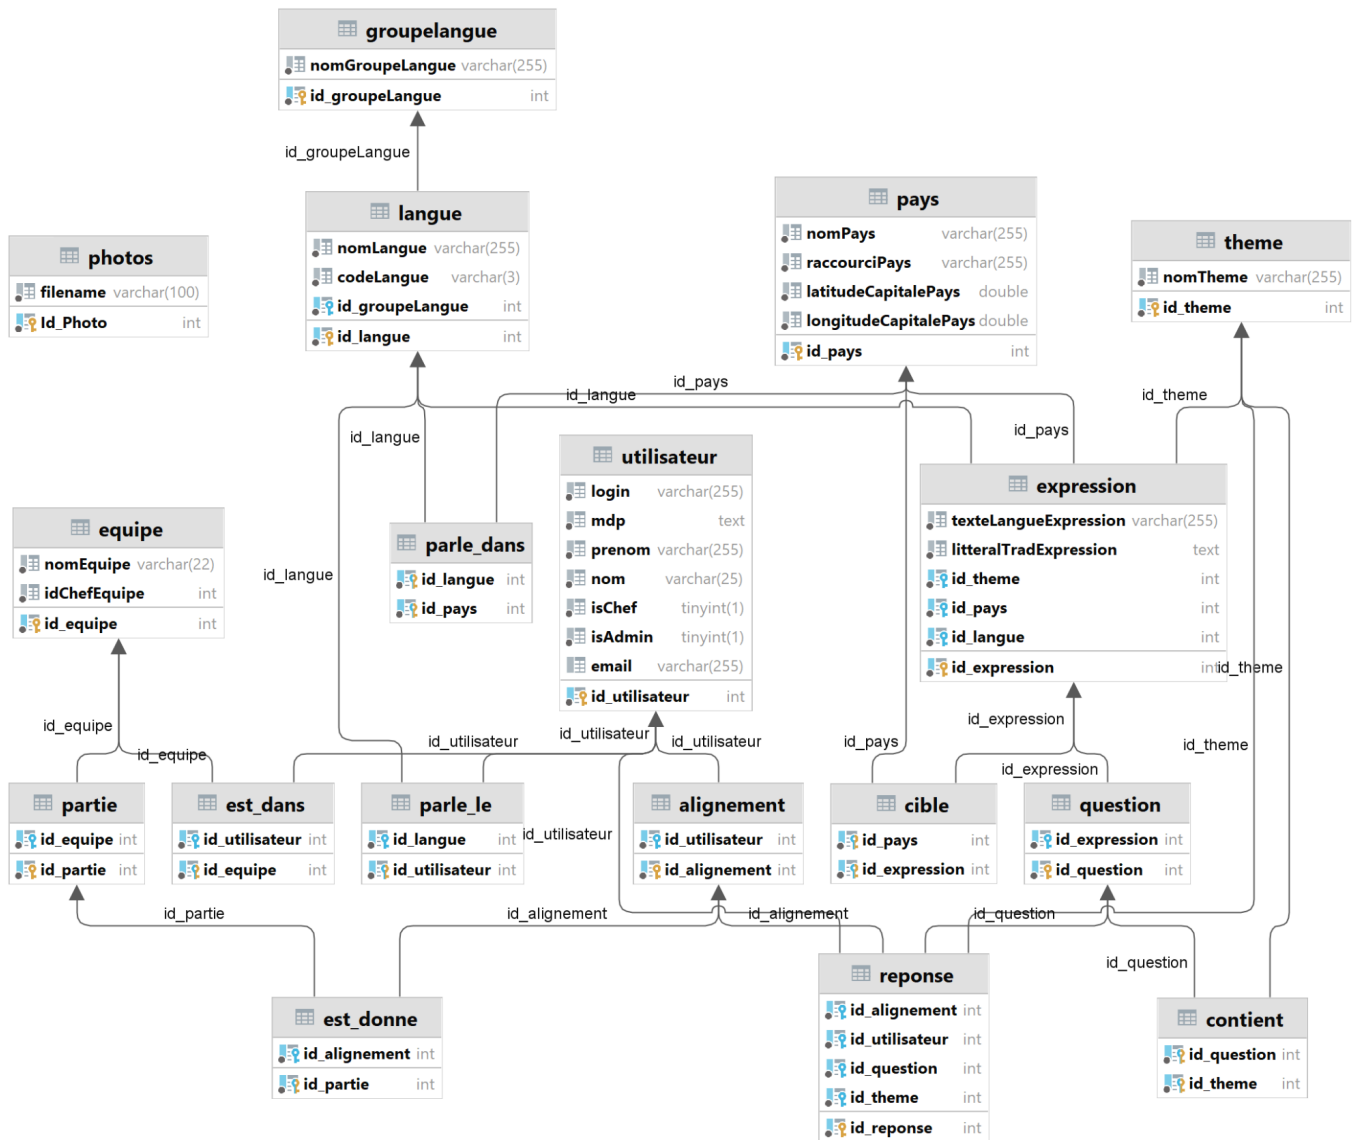 groupelangue
nomGroupeLangue varchar(255)
id_groupeLangue int
id_groupeLangue
langue
nomLangue varchar(255)
codeLangue varchar(3)
id_groupeLangue int
id_langue int
pays
nomPays varchar(255)
raccourciPays varchar(255)
latitudeCapitalePays double
longitudeCapitalePays double
id_pays int
theme
nomTheme varchar(255)
id_theme int
photos
filename varchar(100)
Id_Photo int
id_pays
id_langue
id_theme
id_langue
id_pays
utilisateur
login varchar(255)
mdp text
prenom varchar(255)
nom varchar(25)
isChef tinyint(1)
isAdmin tinyint(1)
email varchar(255)
id_utilisateur int
expression
texteLangueExpression varchar(255)
litteralTradExpression text
id_theme int
id_pays int
id_langue int
id_expression int
equipe
nomEquipe varchar(22)
idChefEquipe int
id_equipe int
parle_dans
id_langue int
id_pays int
id_langue
id_theme
id_equipe
id_equipe
id_utilisateur
id_utilisateur
id_utilisateur
id_pays
id_expression
id_expression
id_theme
partie
id_equipe int
id_partie int
est_dans
id_utilisateur int
id_equipe int
parle_le
id_langue int
id_utilisateur int
id_utilisateur
alignement
id_utilisateur int
id_alignement int
cible
id_pays int
id_expression int
question
id_expression int
id_question int
id_partie
id_alignement
id_alignement
id_question
id_question
est_donne
id_alignement int
id_partie int
reponse
id_alignement int
id_utilisateur int
id_question int
id_theme int
id_reponse int
contient
id_question int
id_theme int